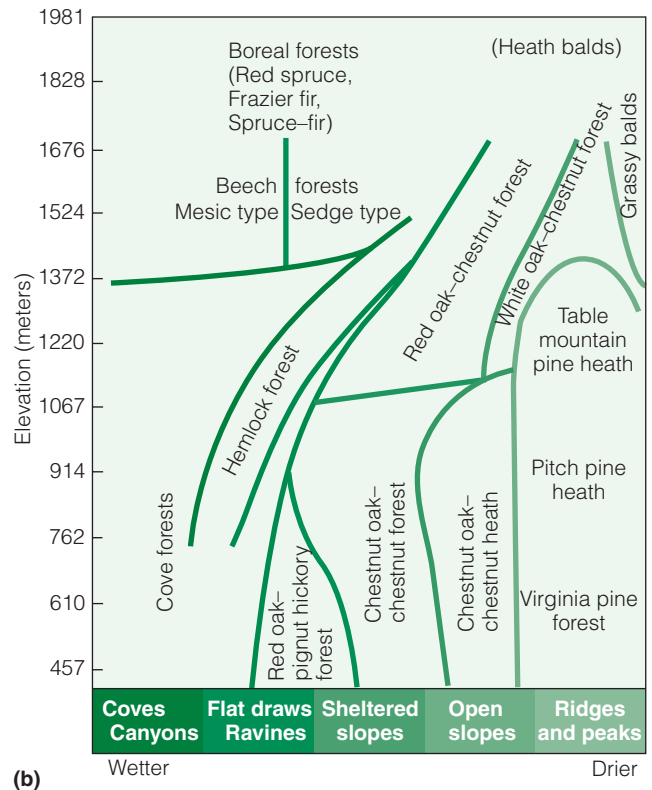 1981
1828
1676
1524
1372
1220
1067
914
762
610
457
Elevation (meters)
Boreal forests
(Red spruce,
Frazier fir,
Spruce–fir)
(Heath balds)
Beech forests
Mesic type Sedge type
Grassy balds
White oak–chestnut forest
Red oak–chestnut forest
Table
mountain
pine heath
Hemlock forest
Pitch pine
heath
Cove forests
Red oak–
pignut hickory
forest
Chestnut oak–
chestnut forest
Chestnut oak–
chestnut heath
Virginia pine
forest
Coves
Canyons
Flat draws
Ravines
Sheltered
slopes
Open
slopes
Ridges
and peaks
Wetter
Drier
(b)